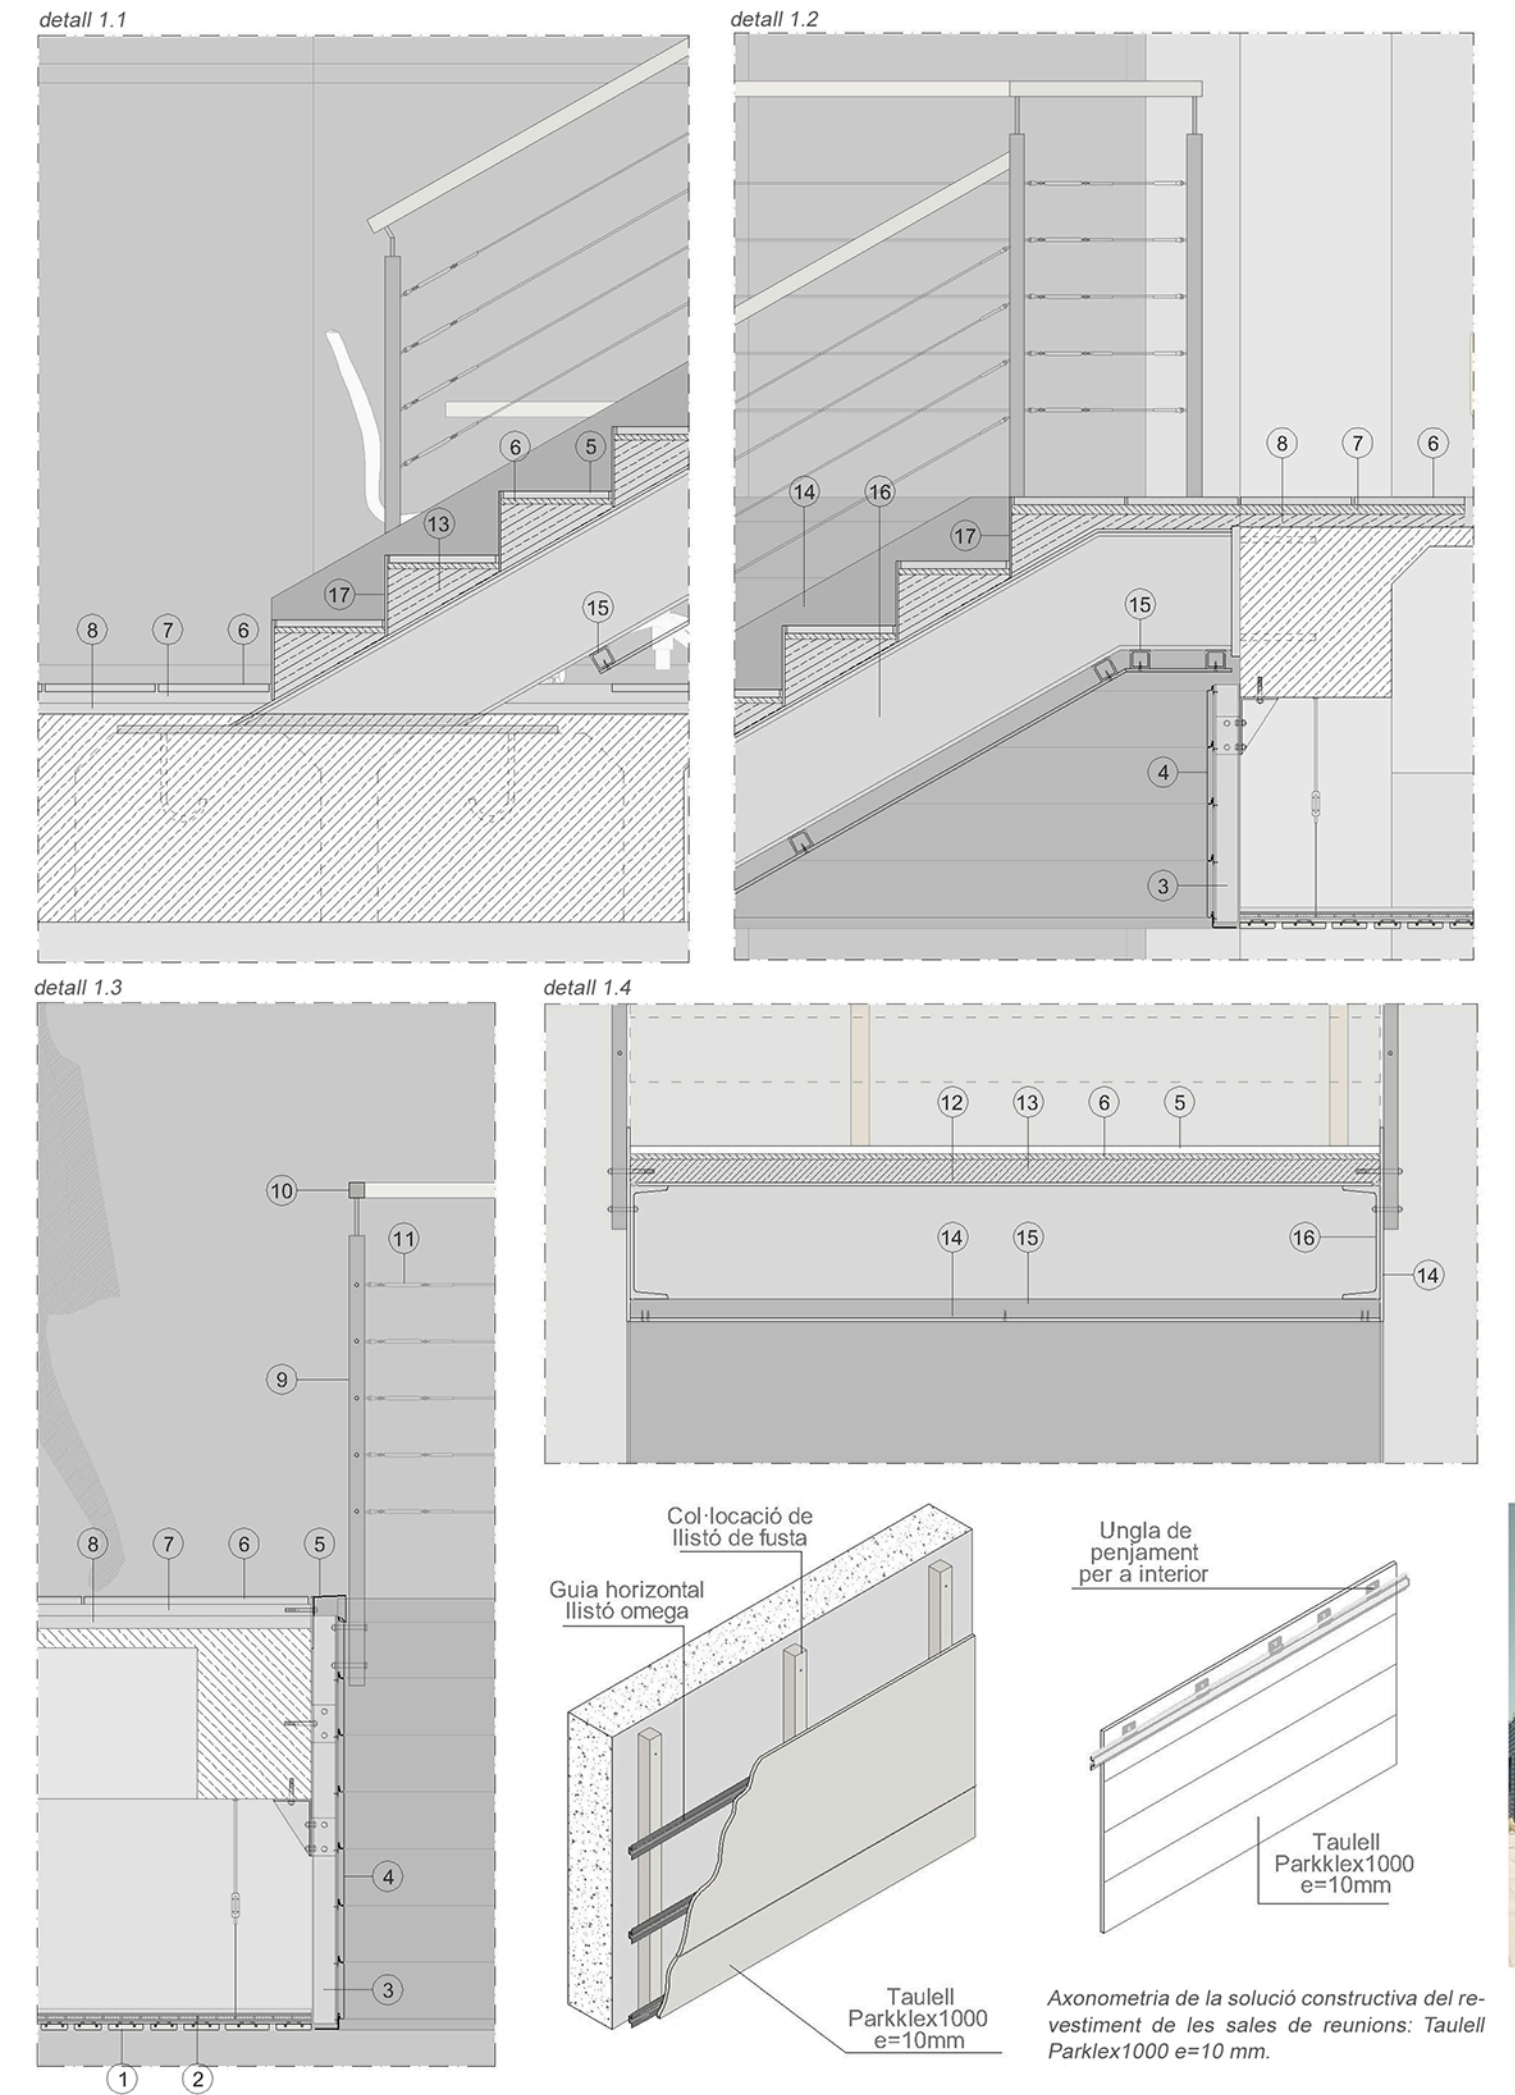 detall 1.1
detall 1.2
6
5
13
17
15
8
7
6
8
7
6
14
16
17
15
4
3
detall 1.3
detall 1.4
10
11
9
8
7
6
5
4
3
1
2
12
13
6
5
14
15
16
14
Col·locació de
llistó de fusta
Guia horizontal
llistó omega
Taulell
Parkklex1000
e=10mm
Ungla de
penjament
per a interior
Taulell
Parkklex1000
e=10mm
Axonometria de la solució constructiva del re-
vestiment de les sales de reunions: Taulell
Parklex1000 e=10 mm.